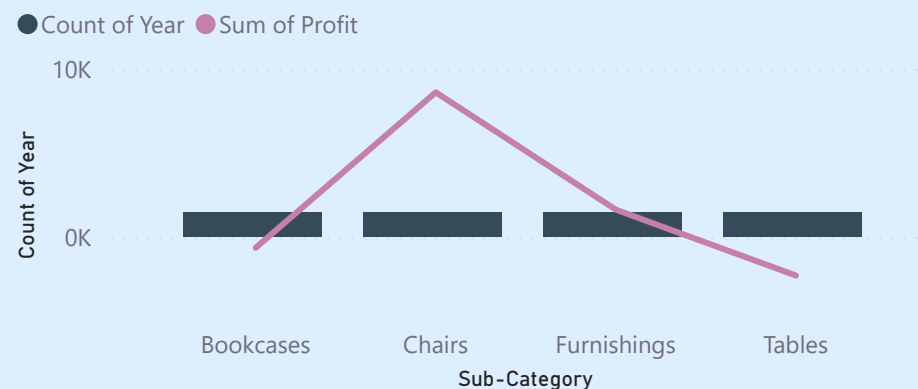 Count of Year Sum of Profit
10K
0K
Count of Year
Bookcases Chairs Furnishings Tables
Sub-Category